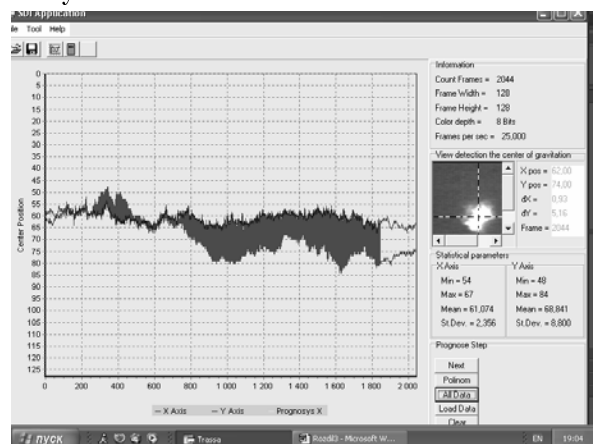 SDI Application
File Tool Help
0
5
10
15
20
25
30
35
40
45
50
55
60
65
70
75
80
85
90
95
100
105
110
115
120
125
Center Position
0 200 400 600 800 1 000 1 200 1 400 1 600 1 800 2 000
X Axis Y Axis Prognosys X
Information
Count Frames = 2044
Frame Width = 128
Frame Height = 128
Color depth = 8 Bits
Frames per sec = 25,000
View detection the center of gravitation
X pos = 62,00
Y pos = 74,00
dX = 0,93
dY = 5,16
Frame = 2044
Statistical parameters
X Axis Y Axis
Min = 54 Min = 48
Max = 67 Max = 84
Mean = 61,074 Mean = 68,841
St.Dev. = 2,356 St.Dev. = 8,800
Prognose Step
Next
Polinom
All Data
Load Data
Clear
пуск Trassa Rozdil3 - Microsoft W... EN 19:04